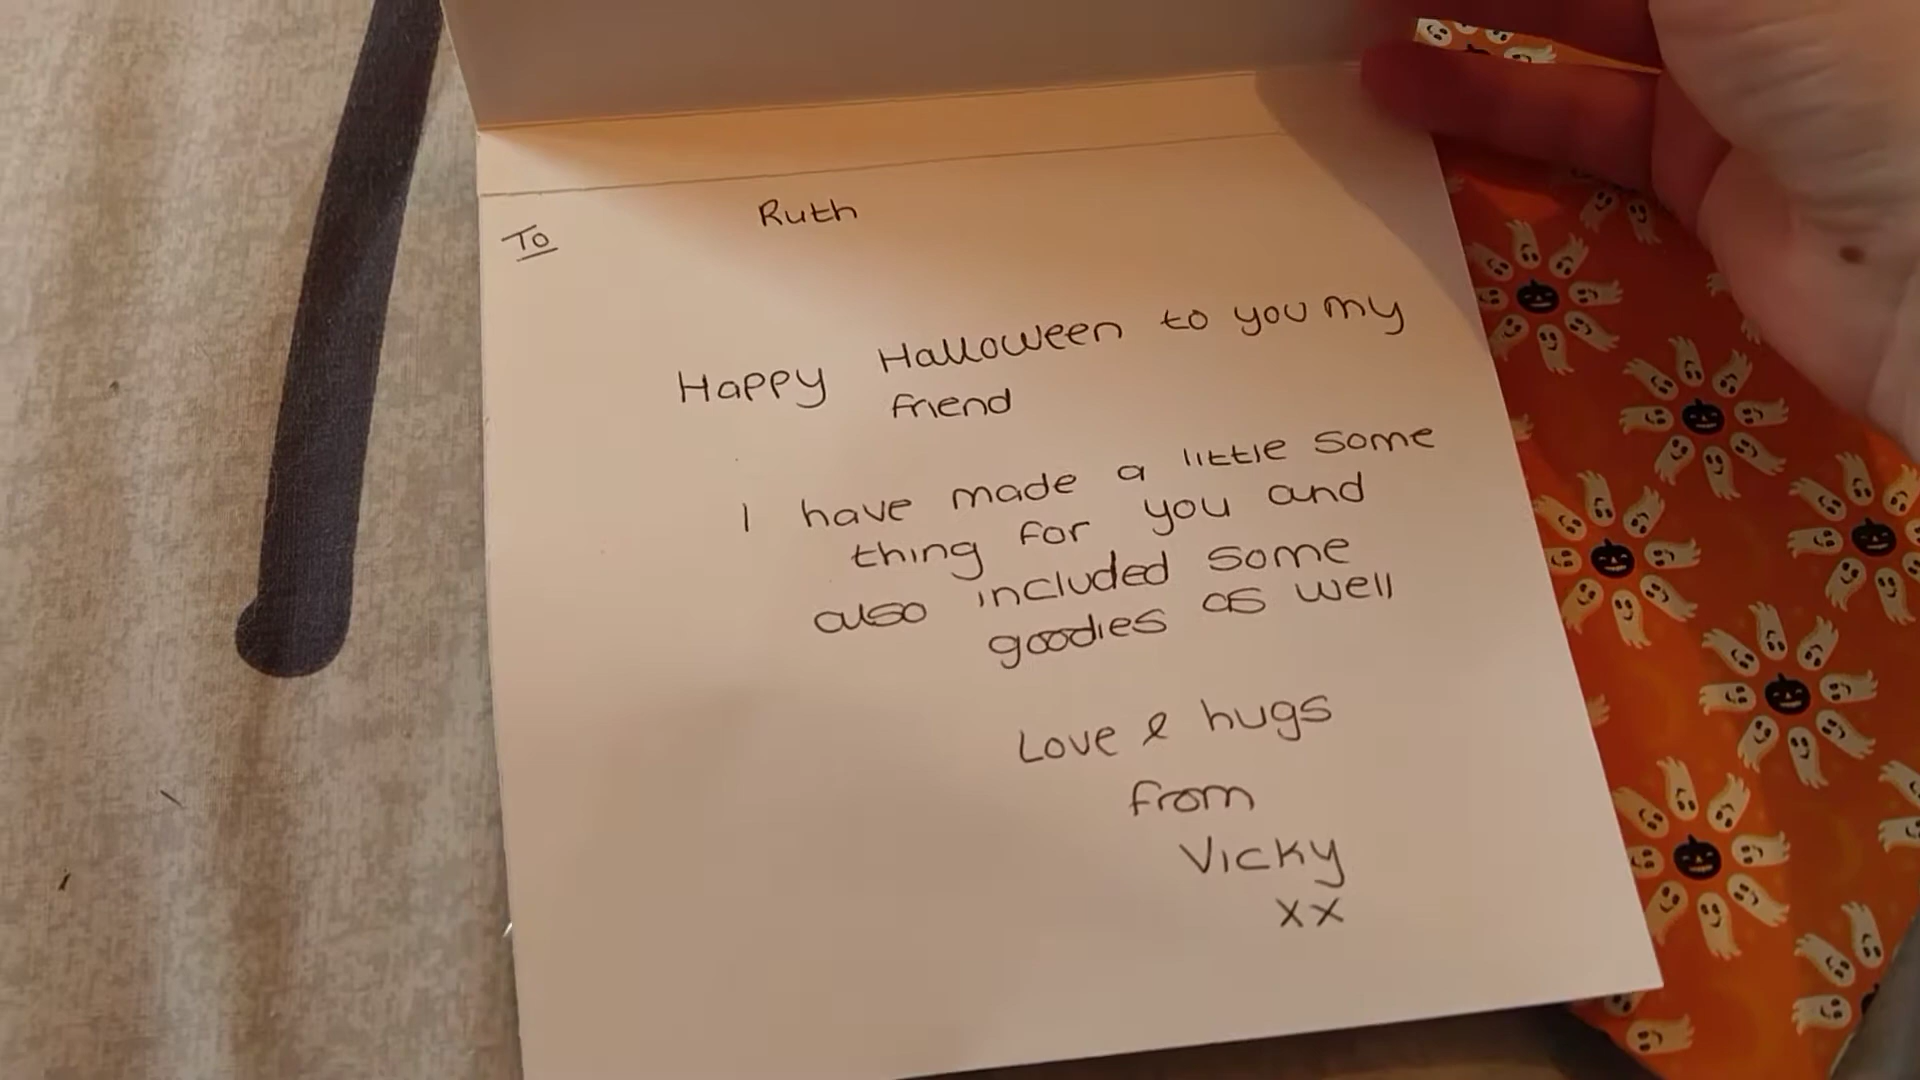 To Ruth
Happy Halloween to you my
friend
I have made a little some
thing for you and
also included some
goodies as well
Love & hugs
from
Vicky
xx